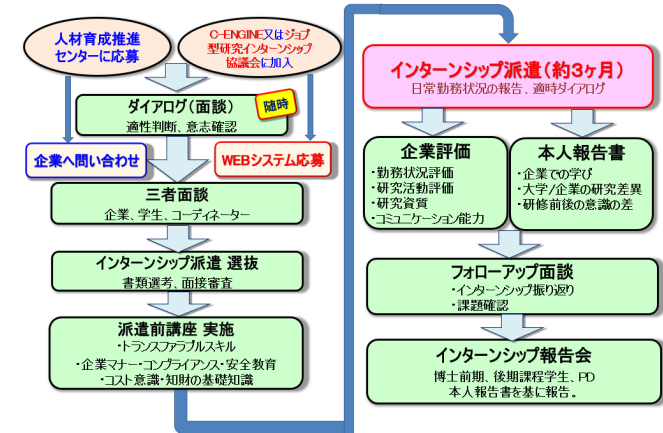 人材育成推進
センターに応募
C-ENGINE又はジョブ
型研究インターンシップ
協議会に加入
ダイアログ（面談）
適性判断、意志確認
随時
企業へ問い合わせ
WEBシステム応募
三者面談
企業、学生、コーディネーター
インターンシップ派遣 選抜
書類選考、面接審査
派遣前講座 実施
・トランスファラブルスキル
・企業マナー・コンプライアンス・安全教育
・コスト意識・知財の基礎知識
インターンシップ派遣（約３ヶ月）
日常勤務状況の報告、適時ダイアログ
企業評価
・勤務状況評価
・研究活動評価
・研究資質
・コミュニケーション能力
本人報告書
・企業での学び
・大学/企業の研究差異
・研修前後の意識の差
フォローアップ面談
・インターンシップ振り返り
・課題確認
インターンシップ報告会
博士前期、後期課程学生、PD
本人報告書を基に報告。